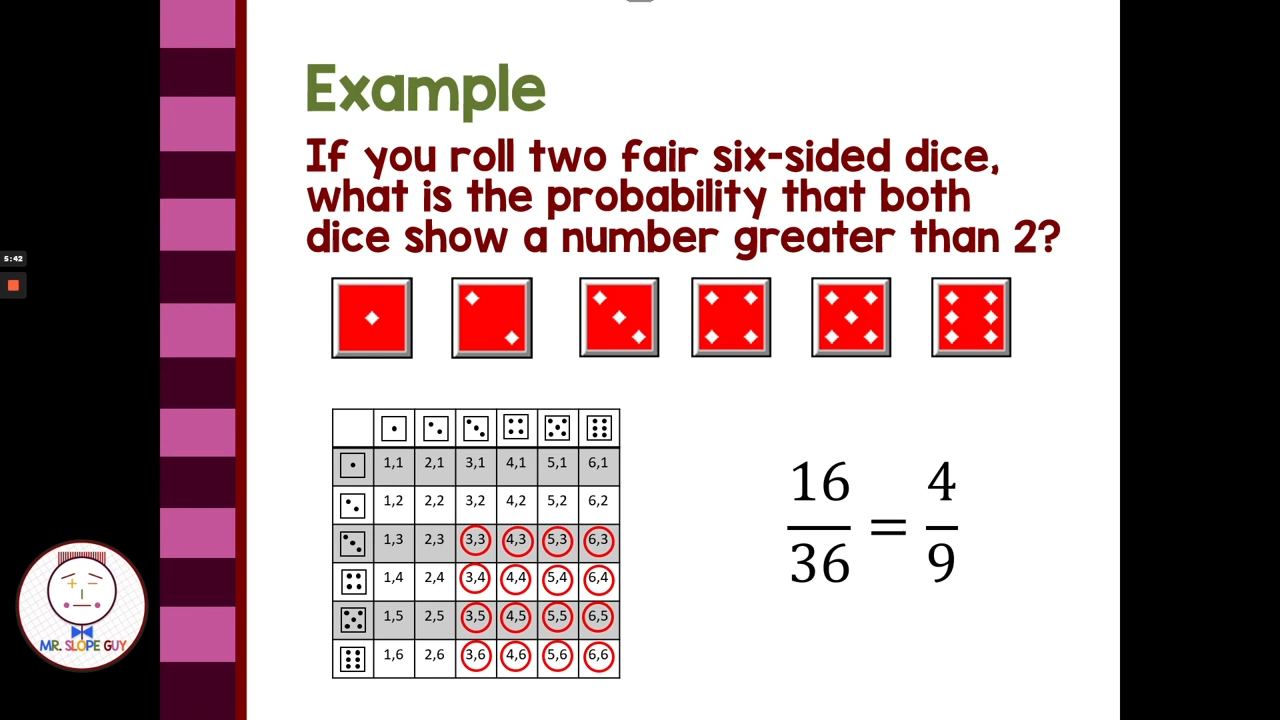 Example
If you roll two fair six-sided dice,
what is the probability that both
dice show a number greater than 2?
5:42
1,1 2,1 3,1 4,1 5,1 6,1
1,2 2,2 3,2 4,2 5,2 6,2
1,3 2,3 3,3 4,3 5,3 6,3
1,4 2,4 3,4 4,4 5,4 6,4
1,5 2,5 3,5 4,5 5,5 6,5
1,6 2,6 3,6 4,6 5,6 6,6
16/36 = 4/9
MR. SLOPE GUY